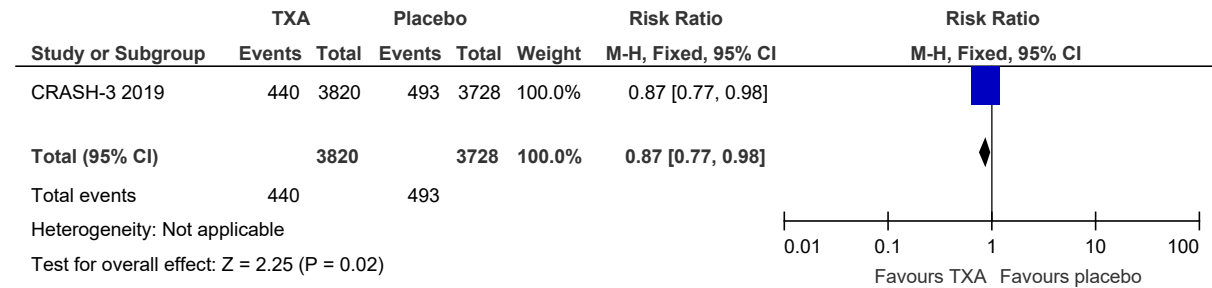 TXA Placebo Risk Ratio Risk Ratio
Study or Subgroup Events Total Events Total Weight M-H, Fixed, 95% CI M-H, Fixed, 95% CI
CRASH-3 2019 440 3820 493 3728 100.0% 0.87 [0.77, 0.98]
Total (95% CI) 3820 3728 100.0% 0.87 [0.77, 0.98]
Total events 440 493
Heterogeneity: Not applicable
Test for overall effect: Z = 2.25 (P = 0.02)
0.01 0.1 1 10 100
Favours TXA Favours placebo